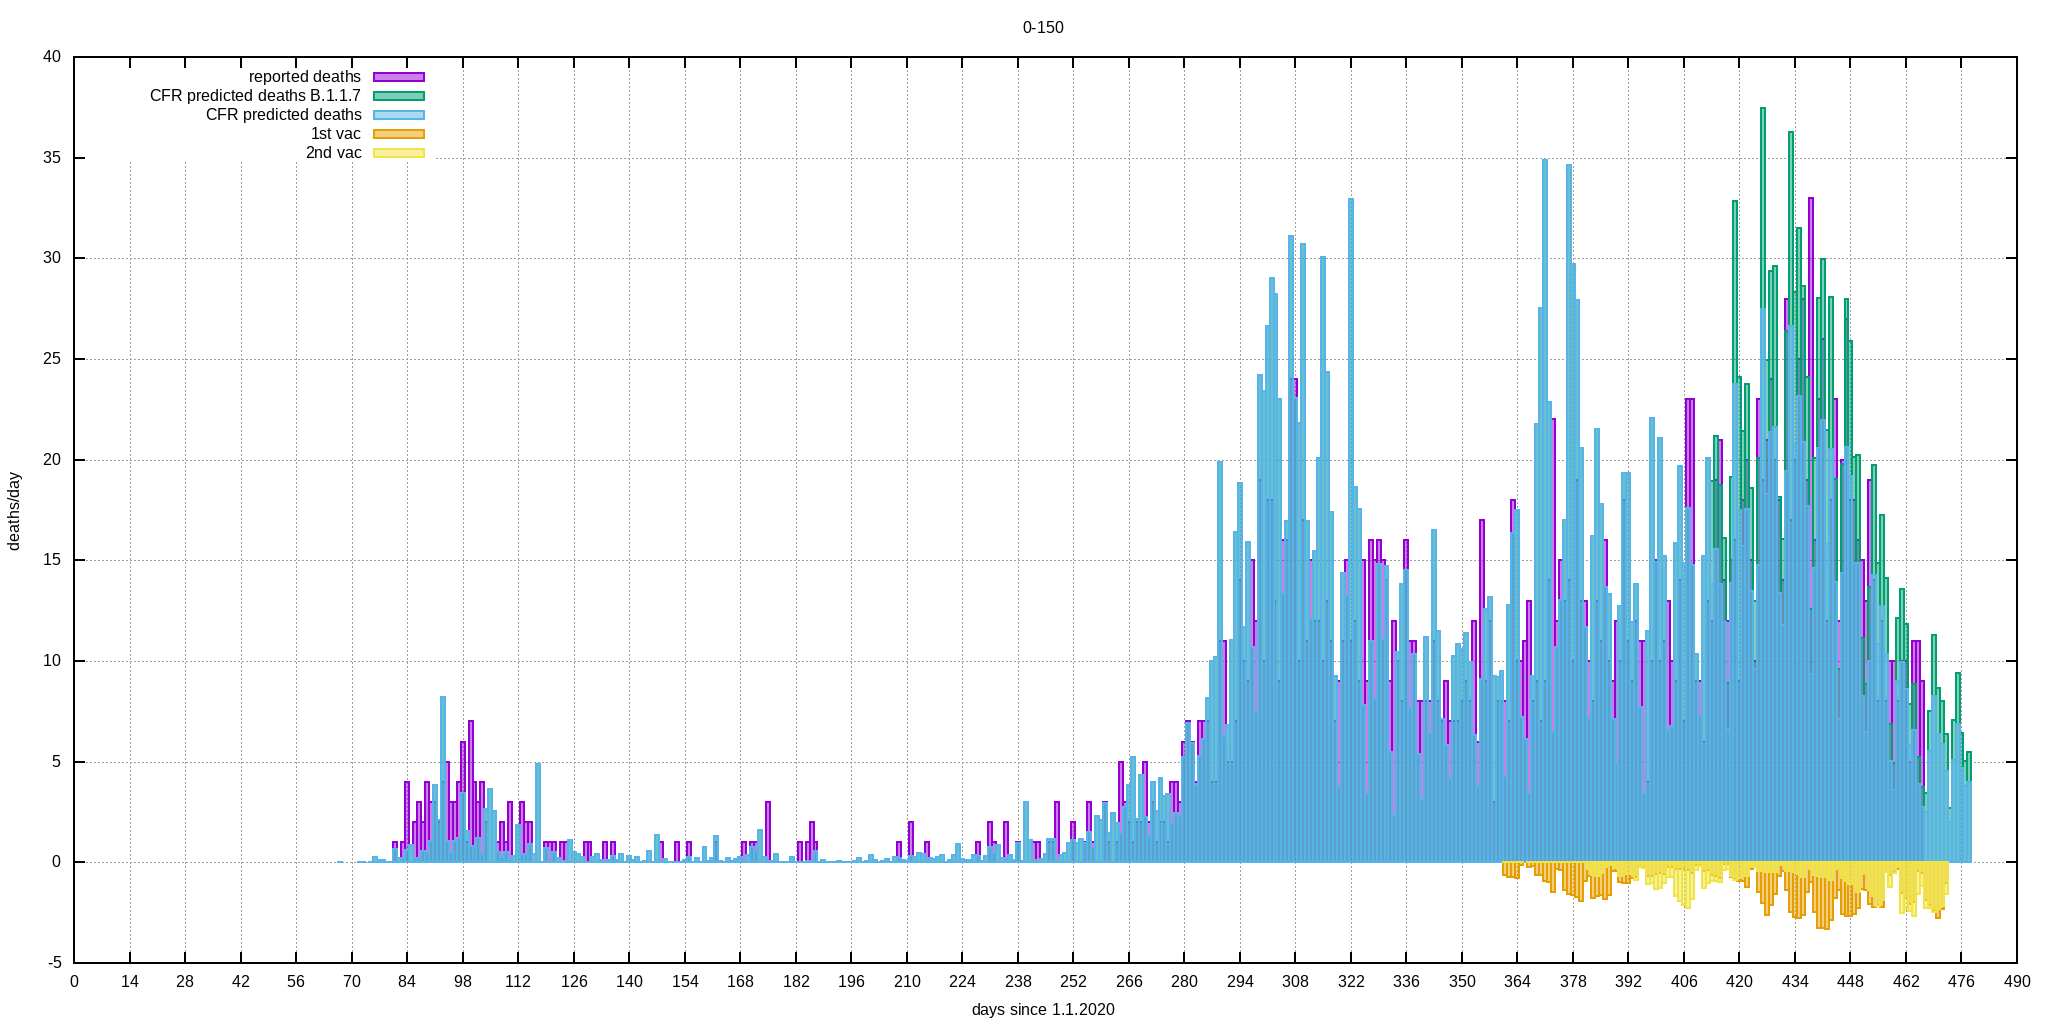 0-150
reported deaths
CFR predicted deaths B.1.1.7
CFR predicted deaths
1st vac
2nd vac
deaths/day
40
35
30
25
20
15
10
5
0
-5
0 14 28 42 56 70 84 98 112 126 140 154 168 182 196 210 224 238 252 266 280 294 308 322 336 350 364 378 392 406 420 434 448 462 476 490
days since 1.1.2020